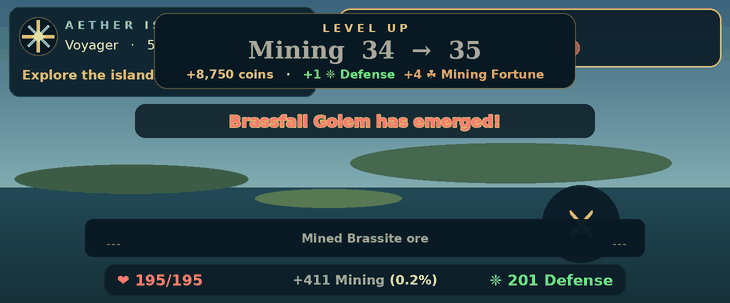 AETHER IS
Voyager · 5
Explore the island
LEVEL UP
Mining 34 → 35
+8,750 coins · +1 ❈ Defense +4 ☘ Mining Fortune
Brassfall Golem has emerged!
Mined Brassite ore
--- ---
❤ 195/195 +411 Mining (0.2%) ❈ 201 Defense